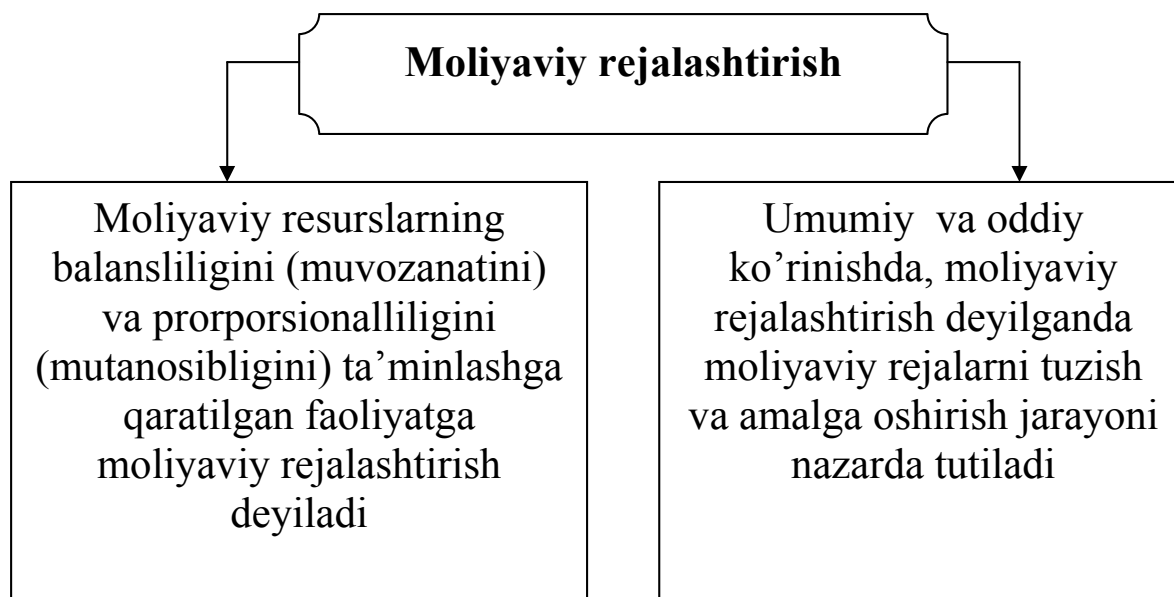 Moliyaviy rejalashtirish
Moliyaviy resurslarning
balansliligini (muvozanatini)
va prorporsionalliligini
(mutanosibligini) ta’minlashga
qaratilgan faoliyatga
moliyaviy rejalashtirish
deyiladi
Umumiy va oddiy
ko’rinishda, moliyaviy
rejalashtirish deyilganda
moliyaviy rejalarni tuzish
va amalga oshirish jarayoni
nazarda tutiladi